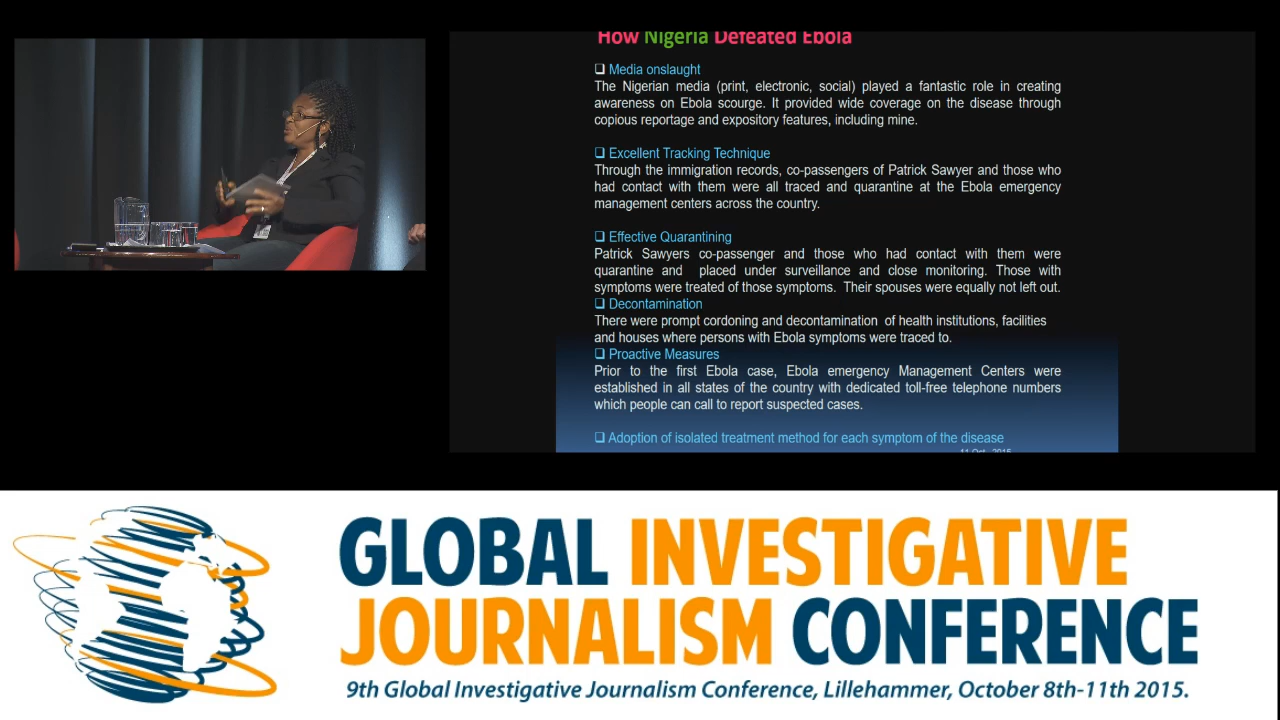 How Nigeria Defeated Ebola
Media onslaught
The Nigerian media (print, electronic, social) played a fantastic role in creating
awareness on Ebola scourge. It provided wide coverage on the disease through
copious reportage and expository features, including mine.
Excellent Tracking Technique
Through the immigration records, co-passengers of Patrick Sawyer and those who
had contact with them were all traced and quarantine at the Ebola emergency
management centers across the country.
Effective Quarantining
Patrick Sawyers co-passenger and those who had contact with them were
quarantine and placed under surveillance and close monitoring. Those with
symptoms were treated of those symptoms. Their spouses were equally not left out.
Decontamination
There were prompt cordoning and decontamination of health institutions, facilities
and houses where persons with Ebola symptoms were traced to.
Proactive Measures
Prior to the first Ebola case, Ebola emergency Management Centers were
established in all states of the country with dedicated toll-free telephone numbers
which people can call to report suspected cases.
Adoption of isolated treatment method for each symptom of the disease
11 Oct., 2015
GLOBAL INVESTIGATIVE
JOURNALISM CONFERENCE
9th Global Investigative Journalism Conference, Lillehammer, October 8th-11th 2015.